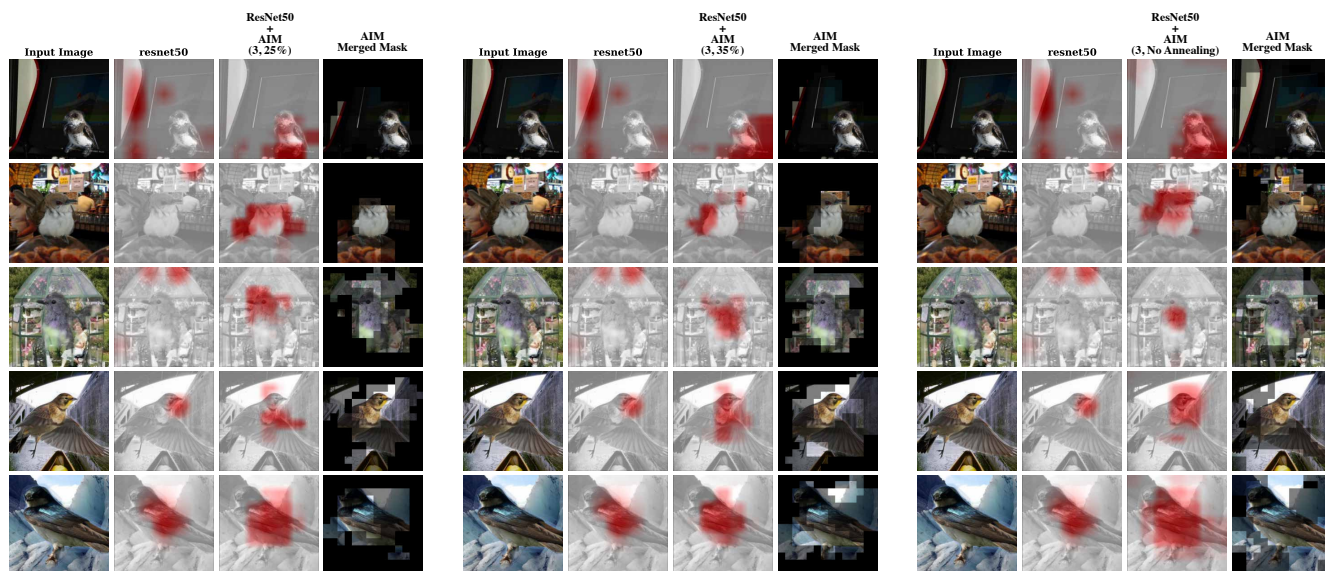 Input Image
resnet50
ResNet50
+
AIM
(3, 25%)
AIM
Merged Mask
Input Image
resnet50
ResNet50
+
AIM
(3, 35%)
AIM
Merged Mask
Input Image
resnet50
ResNet50
+
AIM
(3, No Annealing)
AIM
Merged Mask